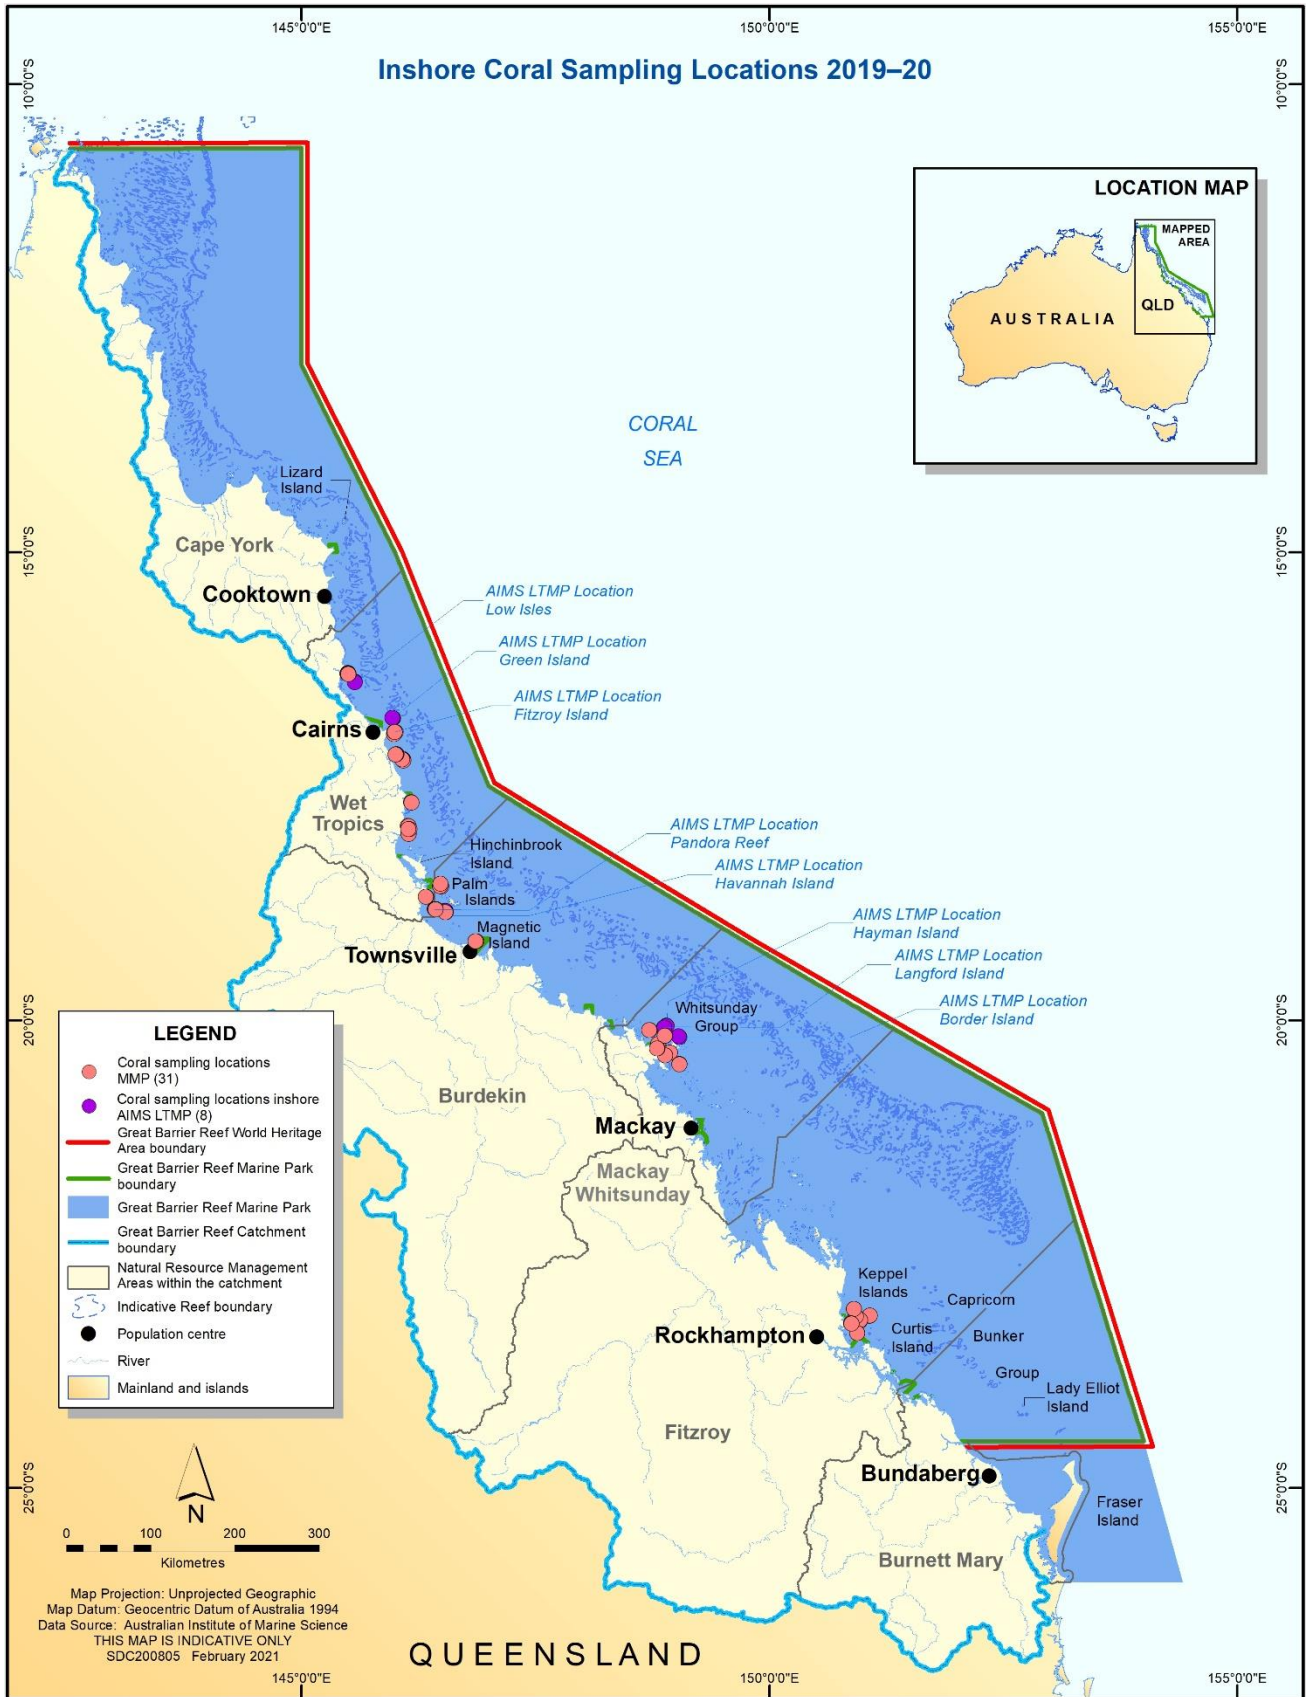 145°0'0"E
150°0'0"E
155°0'0"E
Inshore Coral Sampling Locations 2019–20
10°0'0"S
10°0'0"S
LOCATION MAP
MAPPED
AREA
QLD
AUSTRALIA
CORAL
SEA
Lizard
Island
15°0'0"S
15°0'0"S
Cape York
Cooktown
AIMS LTMP Location
Low Isles
AIMS LTMP Location
Green Island
AIMS LTMP Location
Fitzroy Island
Cairns
Wet
Tropics
Hinchinbrook
Island
AIMS LTMP Location
Pandora Reef
AIMS LTMP Location
Havannah Island
Palm
Islands
Magnetic
Island
Townsville
AIMS LTMP Location
Hayman Island
AIMS LTMP Location
Langford Island
AIMS LTMP Location
Border Island
Whitsunday
Group
20°0'0"S
20°0'0"S
LEGEND
Coral sampling locations
MMP (31)
Coral sampling locations inshore
AIMS LTMP (8)
Great Barrier Reef World Heritage
Area boundary
Great Barrier Reef Marine Park
boundary
Great Barrier Reef Marine Park
Great Barrier Reef Catchment
boundary
Natural Resource Management
Areas within the catchment
Indicative Reef boundary
Population centre
River
Mainland and islands
Burdekin
Mackay
Mackay
Whitsunday
Keppel
Islands
Capricorn
Bunker
Group
Curtis
Island
Rockhampton
Lady Elliot
Island
Fitzroy
Bundaberg
25°0'0"S
25°0'0"S
Fraser
Island
Burnett Mary
N
0 100 200 300
Kilometres
Map Projection: Unprojected Geographic
Map Datum: Geocentric Datum of Australia 1994
Data Source: Australian Institute of Marine Science
THIS MAP IS INDICATIVE ONLY
SDC200805 February 2021
QUEENSLAND
145°0'0"E
150°0'0"E
155°0'0"E